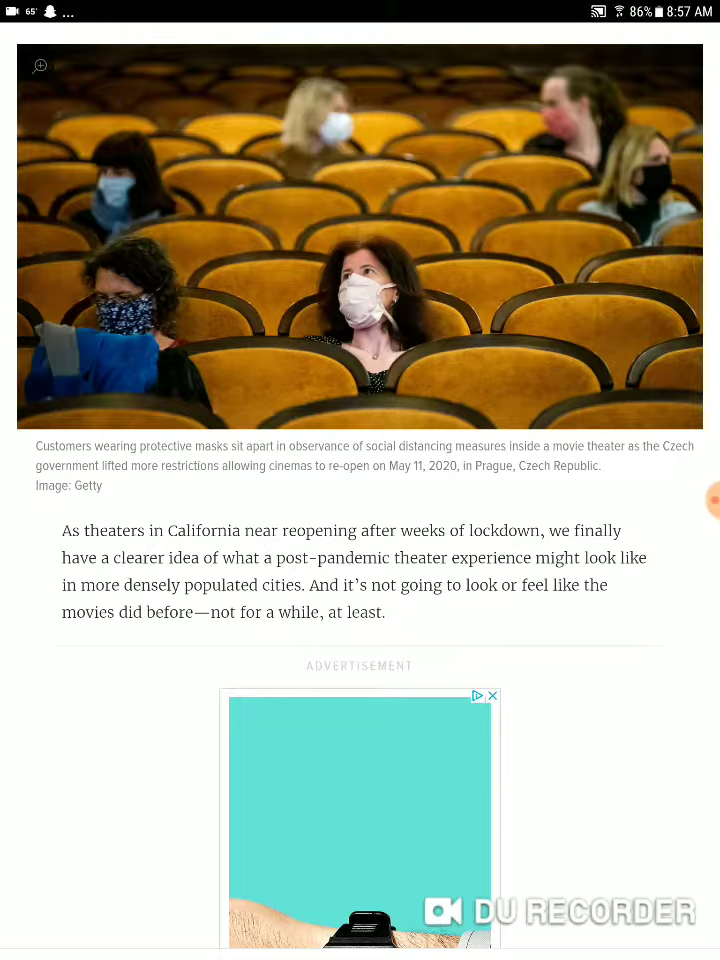 65°
...
86% 8:57 AM
Customers wearing protective masks sit apart in observance of social distancing measures inside a movie theater as the Czech
government lifted more restrictions allowing cinemas to re-open on May 11, 2020, in Prague, Czech Republic.
Image: Getty
As theaters in California near reopening after weeks of lockdown, we finally
have a clearer idea of what a post-pandemic theater experience might look like
in more densely populated cities. And it’s not going to look or feel like the
movies did before—not for a while, at least.
ADVERTISEMENT
DU RECORDER